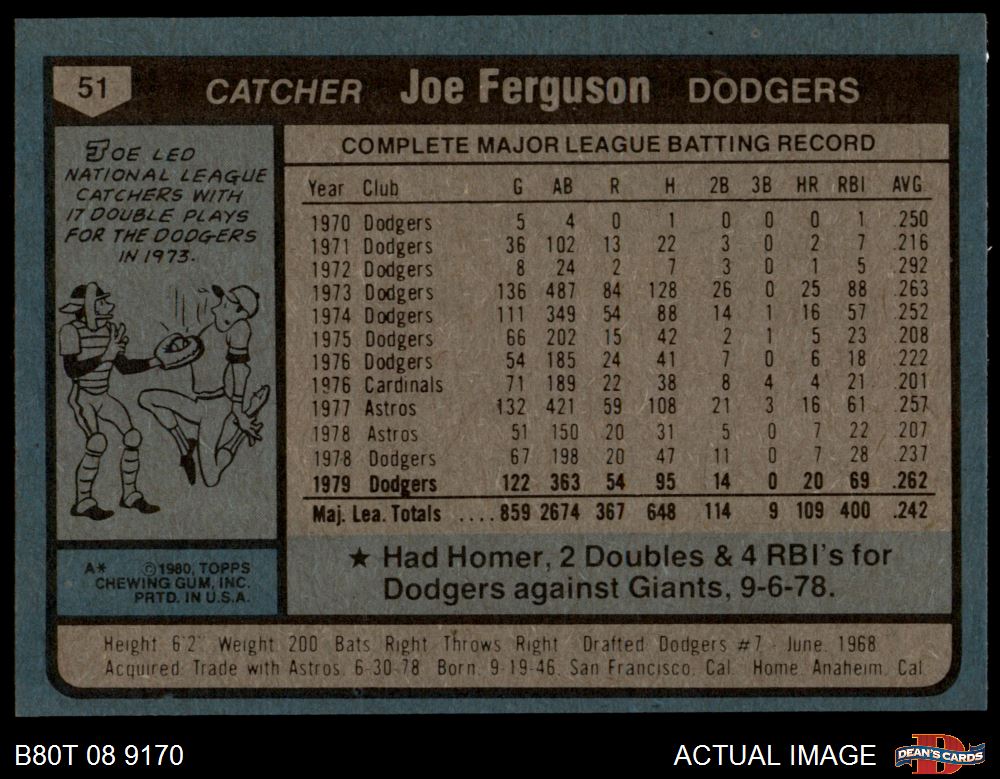 51 CATCHER Joe Ferguson DODGERS
JOE LED
NATIONAL LEAGUE
CATCHERS WITH
17 DOUBLE PLAYS
FOR THE DODGERS
IN 1973.
A* ©1980, TOPPS
CHEWING GUM, INC.
PRTD. IN U.S.A.
COMPLETE MAJOR LEAGUE BATTING RECORD
Year Club G AB R H 2B 3B HR RBI AVG.
1970 Dodgers 5 4 0 1 0 0 0 1 .250
1971 Dodgers 36 102 13 22 3 0 2 7 .216
1972 Dodgers 8 24 2 7 3 0 1 5 .292
1973 Dodgers 136 487 84 128 26 0 25 88 .263
1974 Dodgers 111 349 54 88 14 1 16 57 .252
1975 Dodgers 66 202 15 42 2 1 5 23 .208
1976 Dodgers 54 185 24 41 7 0 6 18 .222
1976 Cardinals 71 189 22 38 8 4 4 21 .201
1977 Astros 132 421 59 108 21 3 16 61 .257
1978 Astros 51 150 20 31 5 0 7 22 .207
1978 Dodgers 67 198 20 47 11 0 7 28 .237
1979 Dodgers 122 363 54 95 14 0 20 69 .262
Maj. Lea. Totals .... 859 2674 367 648 114 9 109 400 .242
★ Had Homer, 2 Doubles & 4 RBI's for
Dodgers against Giants, 9-6-78.
Height 6'2" Weight 200 Bats Right Throws Right Drafted Dodgers #7 - June, 1968
Acquired Trade with Astros, 6-30-78 Born 9-19-46, San Francisco, Cal. Home Anaheim, Cal.
B80T 08 9170 ACTUAL IMAGE D DEAN'S CARDS